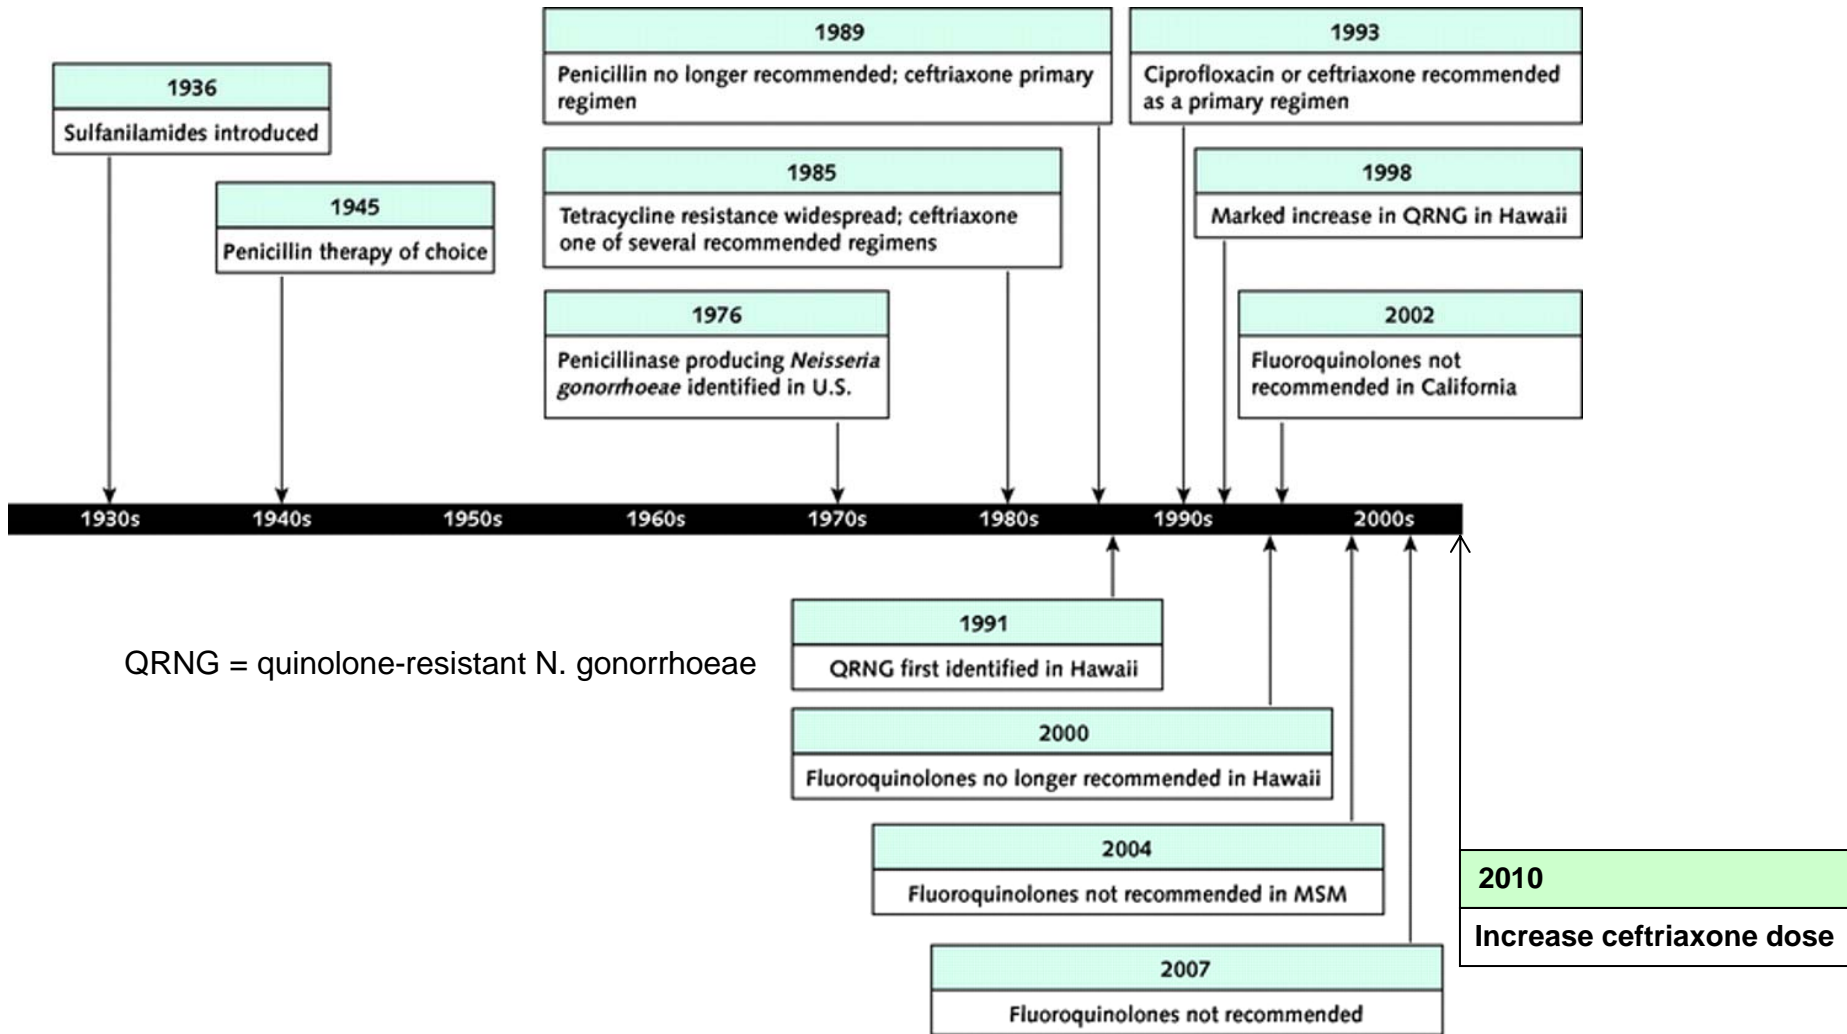 1936
Sulfanilamides introduced
1945
Penicillin therapy of choice
1989
Penicillin no longer recommended; ceftriaxone primary
regimen
1985
Tetracycline resistance widespread; ceftriaxone
one of several recommended regimens
1976
Penicillinase producing Neisseria
gonorrhoeae identified in U.S.
1993
Ciprofloxacin or ceftriaxone recommended
as a primary regimen
1998
Marked increase in QRNG in Hawaii
2002
Fluoroquinolones not
recommended in California
1930s 1940s 1950s 1960s 1970s 1980s 1990s 2000s
QRNG = quinolone-resistant N. gonorrhoeae
1991
QRNG first identified in Hawaii
2000
Fluoroquinolones no longer recommended in Hawaii
2004
Fluoroquinolones not recommended in MSM
2007
Fluoroquinolones not recommended
2010
Increase ceftriaxone dose